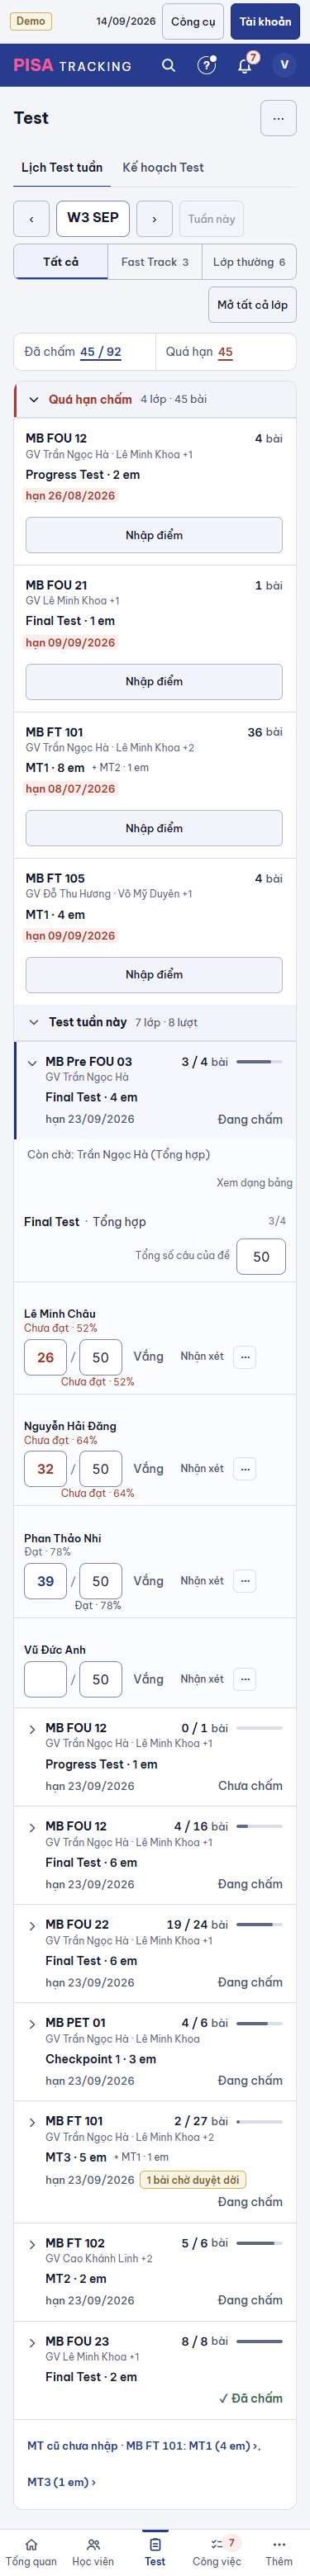 Demo 14/09/2026 Công cụ Tài khoản
PISA TRACKING ? 7 V
Test ...
Lịch Test tuần Kế hoạch Test
‹ W3 SEP › Tuần này
Tất cả Fast Track 3 Lớp thường 6
Mở tất cả lớp
Đã chấm 45 / 92 Quá hạn 45
Quá hạn chấm 4 lớp · 45 bài
MB FOU 12 4 bài
GV Trần Ngọc Hà · Lê Minh Khoa +1
Progress Test · 2 em
hạn 26/08/2026
Nhập điểm
MB FOU 21 1 bài
GV Lê Minh Khoa +1
Final Test · 1 em
hạn 09/09/2026
Nhập điểm
MB FT 101 36 bài
GV Trần Ngọc Hà · Lê Minh Khoa +2
MT1 · 8 em + MT2 · 1 em
hạn 08/07/2026
Nhập điểm
MB FT 105 4 bài
GV Đỗ Thu Hương · Võ Mỹ Duyên +1
MT1 · 4 em
hạn 09/09/2026
Nhập điểm
Test tuần này 7 lớp · 8 lượt
MB Pre FOU 03 3 / 4 bài
GV Trần Ngọc Hà
Final Test · 4 em
hạn 23/09/2026 Đang chấm
Còn chờ: Trần Ngọc Hà (Tổng hợp)
Xem dạng bảng
Final Test · Tổng hợp 3/4
Tổng số câu của đề 50
Lê Minh Châu
Chưa đạt · 52%
26 / 50 Vắng Nhận xét ...
Chưa đạt · 52%
Nguyễn Hải Đăng
Chưa đạt · 64%
32 / 50 Vắng Nhận xét ...
Chưa đạt · 64%
Phan Thảo Nhi
Đạt · 78%
39 / 50 Vắng Nhận xét ...
Đạt · 78%
Vũ Đức Anh
/ 50 Vắng Nhận xét ...
MB FOU 12 0 / 1 bài
GV Trần Ngọc Hà · Lê Minh Khoa +1
Progress Test · 1 em
hạn 23/09/2026 Chưa chấm
MB FOU 12 4 / 16 bài
GV Trần Ngọc Hà · Lê Minh Khoa +1
Final Test · 6 em
hạn 23/09/2026 Đang chấm
MB FOU 22 19 / 24 bài
GV Trần Ngọc Hà · Lê Minh Khoa +1
Final Test · 6 em
hạn 23/09/2026 Đang chấm
MB PET 01 4 / 6 bài
GV Trần Ngọc Hà · Lê Minh Khoa
Checkpoint 1 · 3 em
hạn 23/09/2026 Đang chấm
MB FT 101 2 / 27 bài
GV Trần Ngọc Hà · Lê Minh Khoa +2
MT3 · 5 em + MT1 · 1 em
hạn 23/09/2026 1 bài chờ duyệt dời
Đang chấm
MB FT 102 5 / 6 bài
GV Cao Khánh Linh +2
MT2 · 2 em
hạn 23/09/2026 Đang chấm
MB FOU 23 8 / 8 bài
GV Lê Minh Khoa +1
Final Test · 2 em
✓ Đã chấm
MT cũ chưa nhập · MB FT 101: MT1 (4 em) ›,
MT3 (1 em) ›
7
Tổng quan Học viên Test Công việc Thêm